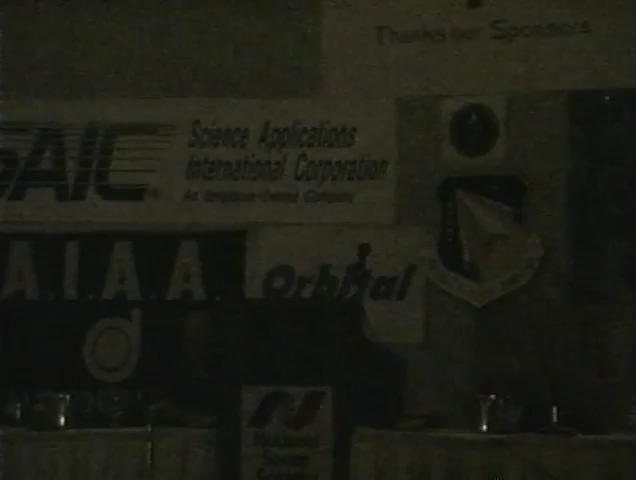 Thanks our Sponsors
SAIC
Science Applications
International Corporation
An Employee-Owned Company
A.I.A.A.
Orbital
d